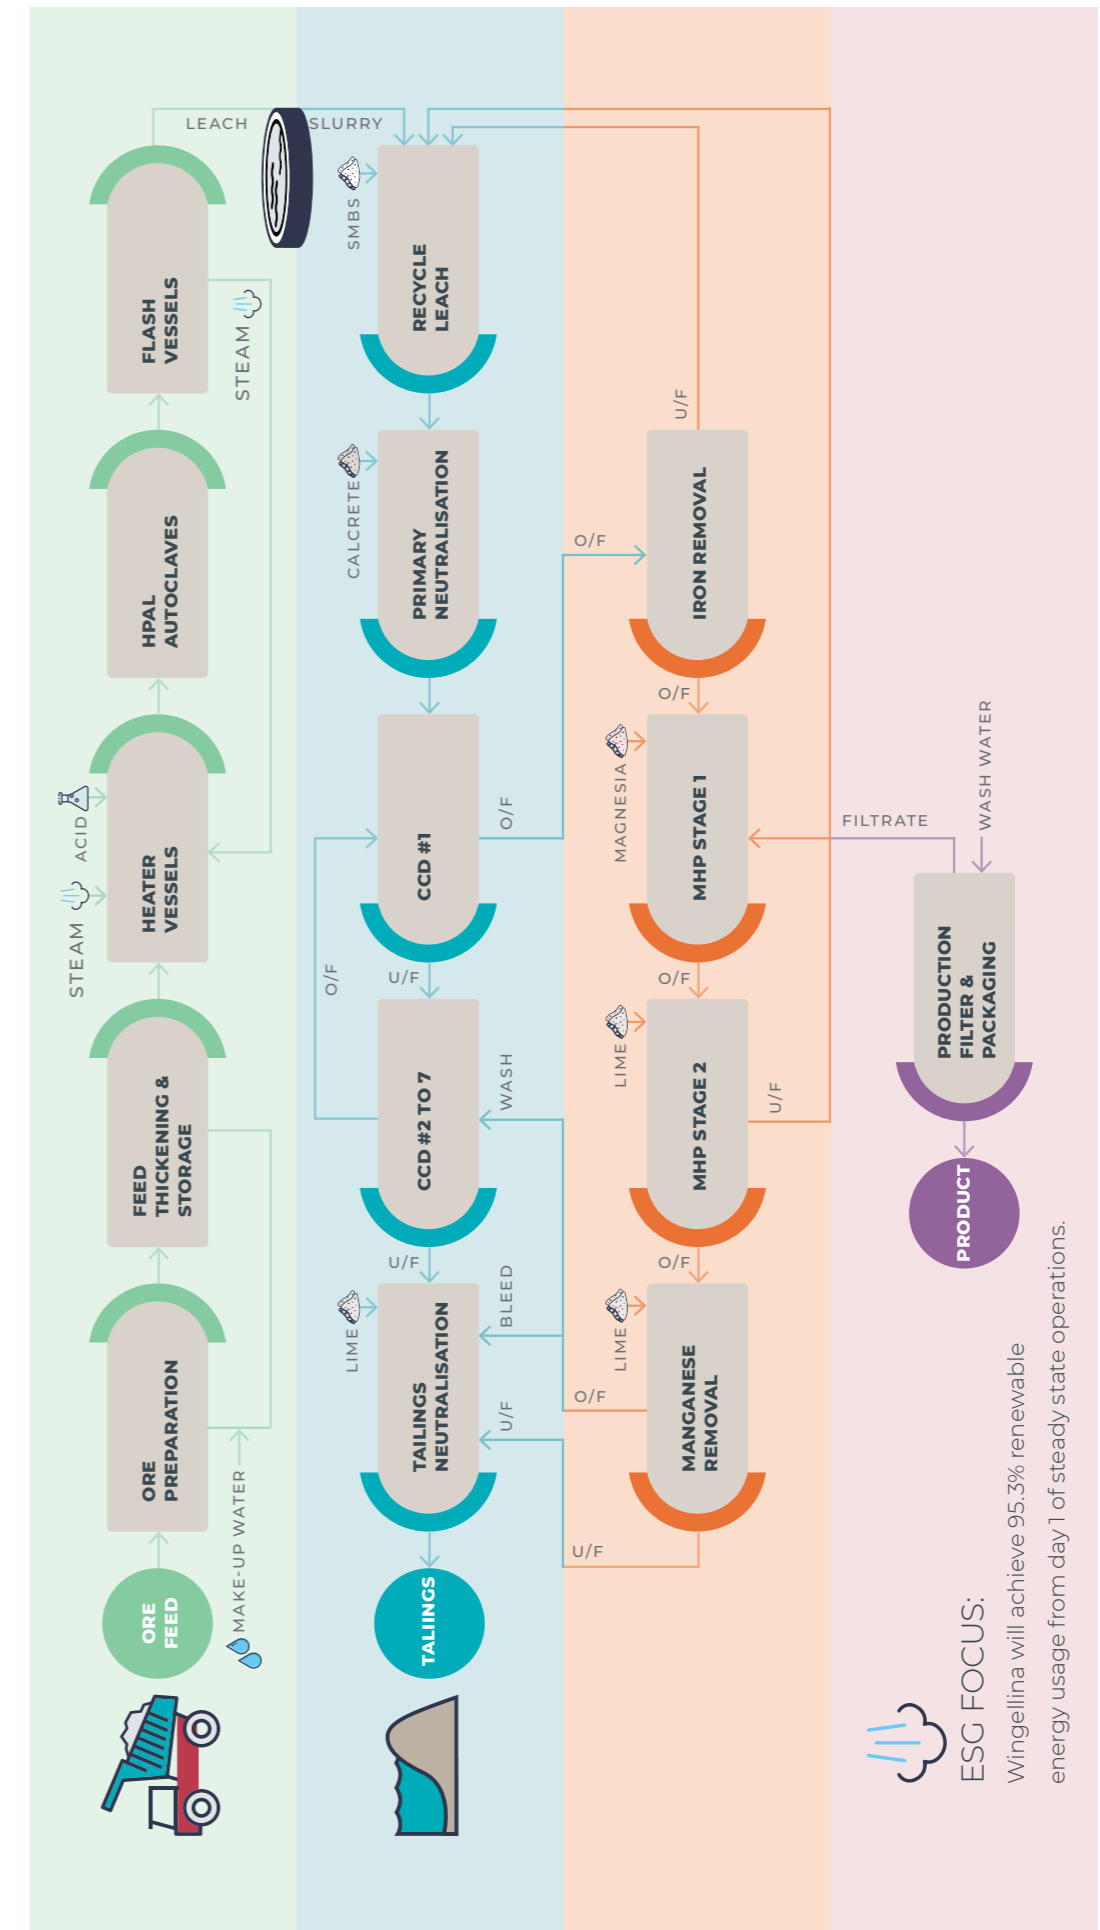 ORE
FEED
MAKE-UP WATER
ORE
PREPARATION
FEED
THICKENING &
STORAGE
STEAM
ACID
HEATER
VESSELS
HPAL
AUTOCLAVES
FLASH
VESSELS
STEAM
LEACH
SLURRY
SMBS
RECYCLE
LEACH
CALCRETE
PRIMARY
NEUTRALISATION
CCD #1
O/F
O/F
U/F
CCD #2 TO 7
WASH
U/F
LIME
TAILINGS
NEUTRALISATION
BLEED
U/F
TALIINGS
O/F
IRON REMOVAL
U/F
O/F
MAGNESIA
MHP STAGE 1
O/F
LIME
MHP STAGE 2
U/F
O/F
LIME
MANGANESE
REMOVAL
O/F
U/F
FILTRATE
WASH WATER
PRODUCTION
FILTER &
PACKAGING
PRODUCT
ESG FOCUS:
Wingellina will achieve 95.3% renewable
energy usage from day 1 of steady state operations.